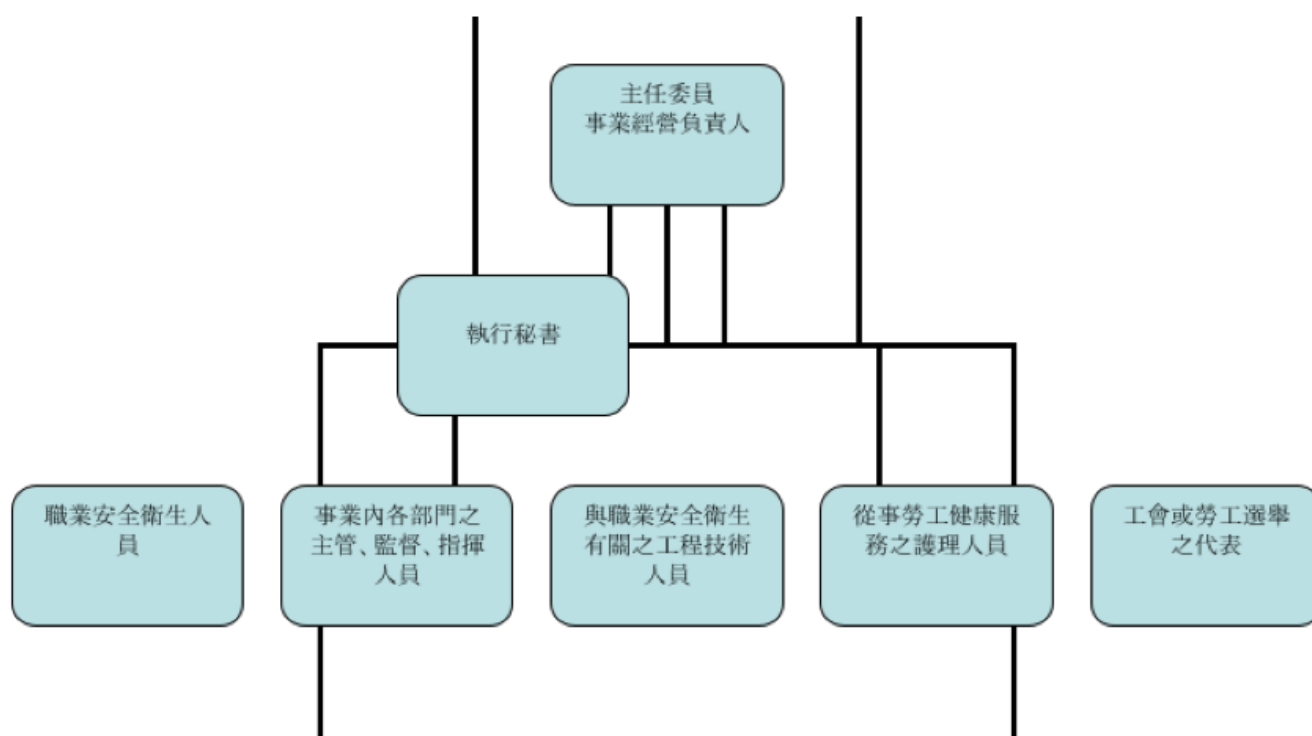 主任委員
事業經營負責人
執行秘書
職業安全衛生人
員
事業內各部門之
主管、監督、指揮
人員
與職業安全衛生
有關之工程技術
人員
從事勞工健康服
務之護理人員
工會或勞工選舉
之代表